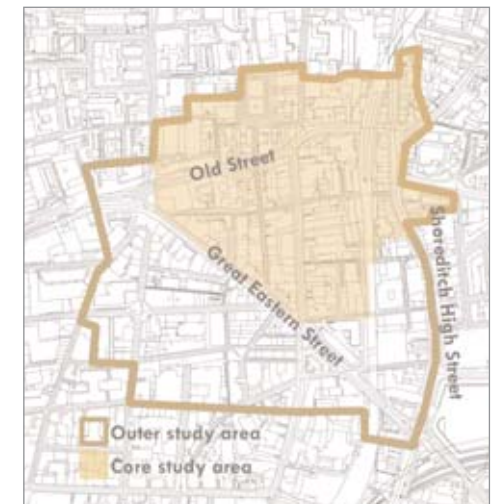 Old Street
Great Eastern Street
Shoreditch High Street
Outer study area
Core study area